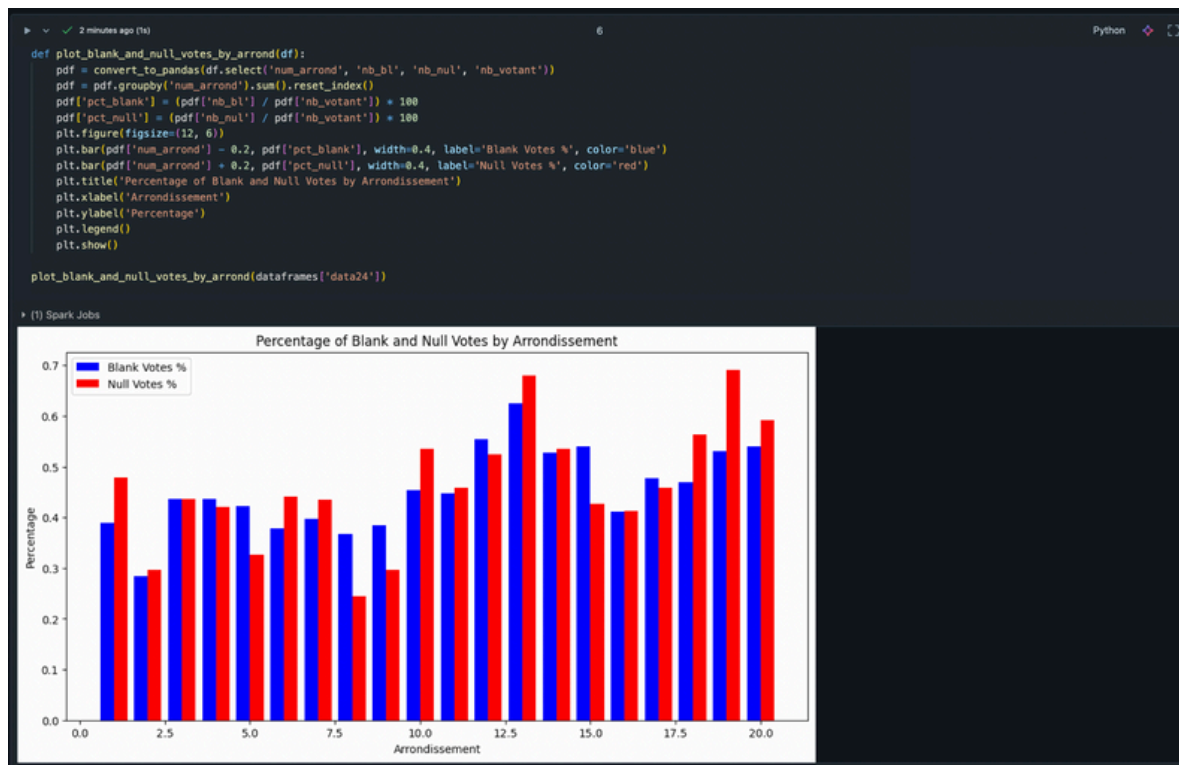 2 minutes ago (1s)
6
Python
def plot_blank_and_null_votes_by_arrond(df):
    pdf = convert_to_pandas(df.select('num_arrond', 'nb_bl', 'nb_nul', 'nb_votant'))
    pdf = pdf.groupby('num_arrond').sum().reset_index()
    pdf['pct_blank'] = (pdf['nb_bl'] / pdf['nb_votant']) * 100
    pdf['pct_null'] = (pdf['nb_nul'] / pdf['nb_votant']) * 100
    plt.figure(figsize=(12, 6))
    plt.bar(pdf['num_arrond'] - 0.2, pdf['pct_blank'], width=0.4, label='Blank Votes %', color='blue')
    plt.bar(pdf['num_arrond'] + 0.2, pdf['pct_null'], width=0.4, label='Null Votes %', color='red')
    plt.title('Percentage of Blank and Null Votes by Arrondissement')
    plt.xlabel('Arrondissement')
    plt.ylabel('Percentage')
    plt.legend()
    plt.show()
plot_blank_and_null_votes_by_arrond(dataframes['data24'])
(1) Spark Jobs
Percentage of Blank and Null Votes by Arrondissement
Blank Votes %
Null Votes %
0.7
0.6
0.5
0.4
0.3
0.2
0.1
0.0
Percentage
0.0 2.5 5.0 7.5 10.0 12.5 15.0 17.5 20.0
Arrondissement